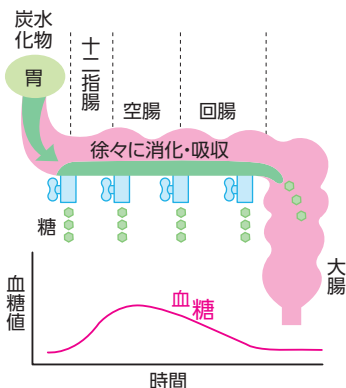 炭水
化物
胃
十二指腸
空腸
回腸
徐々に消化・吸収
糖
大腸
血糖値
血糖
時間